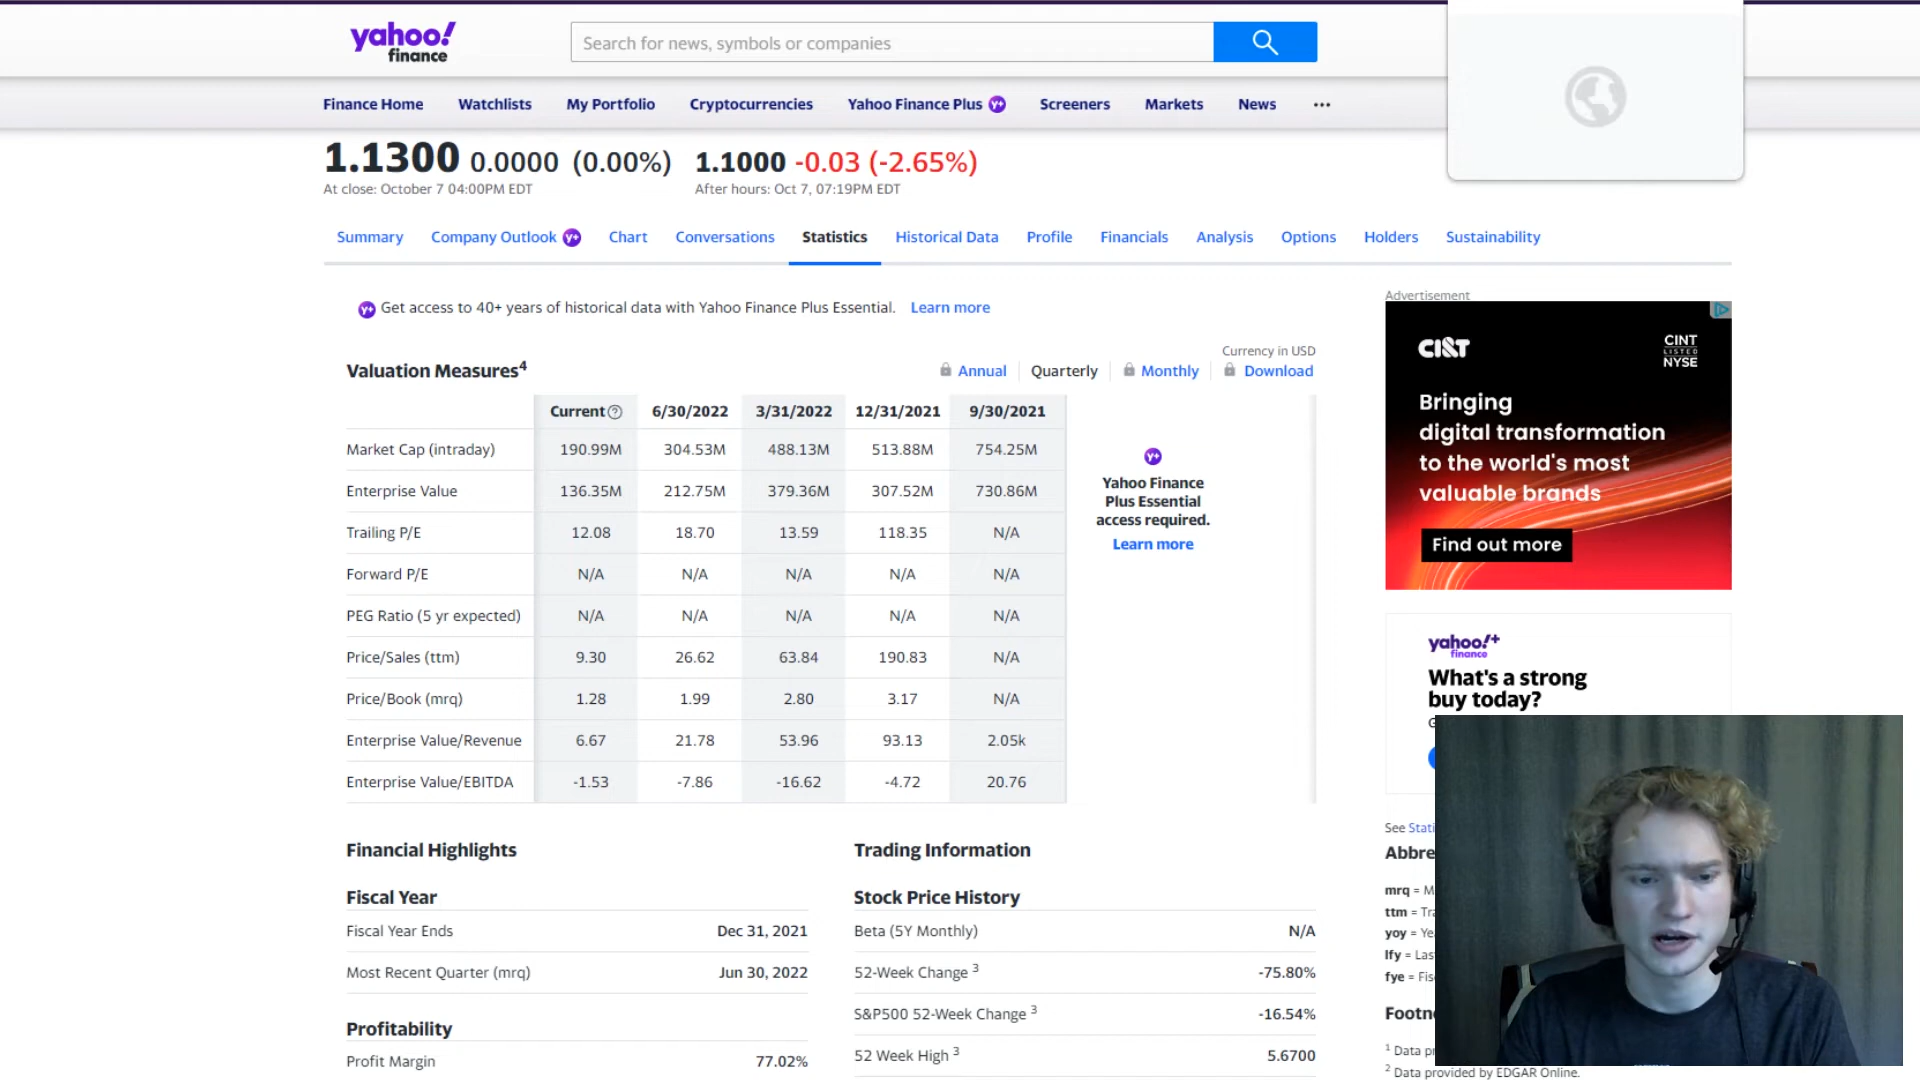 yahoo!
finance
Search for news, symbols or companies
Finance Home Watchlists My Portfolio Cryptocurrencies Yahoo Finance Plus Y+ Screeners Markets News ...
1.1300 0.0000 (0.00%) 1.1000 -0.03 (-2.65%)
At close: October 7 04:00PM EDT After hours: Oct 7, 07:19PM EDT
Summary Company Outlook Y+ Chart Conversations Statistics Historical Data Profile Financials Analysis Options Holders Sustainability
Y+ Get access to 40+ years of historical data with Yahoo Finance Plus Essential. Learn more
Currency in USD
Valuation Measures4 Annual Quarterly Monthly Download
Current 6/30/2022 3/31/2022 12/31/2021 9/30/2021
Market Cap (intraday) 190.99M 304.53M 488.13M 513.88M 754.25M
Enterprise Value 136.35M 212.75M 379.36M 307.52M 730.86M
Trailing P/E 12.08 18.70 13.59 118.35 N/A
Forward P/E N/A N/A N/A N/A N/A
PEG Ratio (5 yr expected) N/A N/A N/A N/A N/A
Price/Sales (ttm) 9.30 26.62 63.84 190.83 N/A
Price/Book (mrq) 1.28 1.99 2.80 3.17 N/A
Enterprise Value/Revenue 6.67 21.78 53.96 93.13 2.05k
Enterprise Value/EBITDA -1.53 -7.86 -16.62 -4.72 20.76
Y+
Yahoo Finance
Plus Essential
access required.
Learn more
Financial Highlights
Fiscal Year
Fiscal Year Ends Dec 31, 2021
Most Recent Quarter (mrq) Jun 30, 2022
Profitability
Profit Margin 77.02%
Trading Information
Stock Price History
Beta (5Y Monthly) N/A
52-Week Change 3 -75.80%
S&P500 52-Week Change 3 -16.54%
52 Week High 3 5.6700
Advertisement
CI&T
CINT
LISTED
NYSE
Bringing
digital transformation
to the world's most
valuable brands
Find out more
yahoo!+
finance
What's a strong
buy today?
See Stati
Abbre
mrq = M
ttm = Tra
yoy = Ye
lfy = Las
fye = Fis
Footn
1 Data pr
2 Data provided by EDGAR Online.